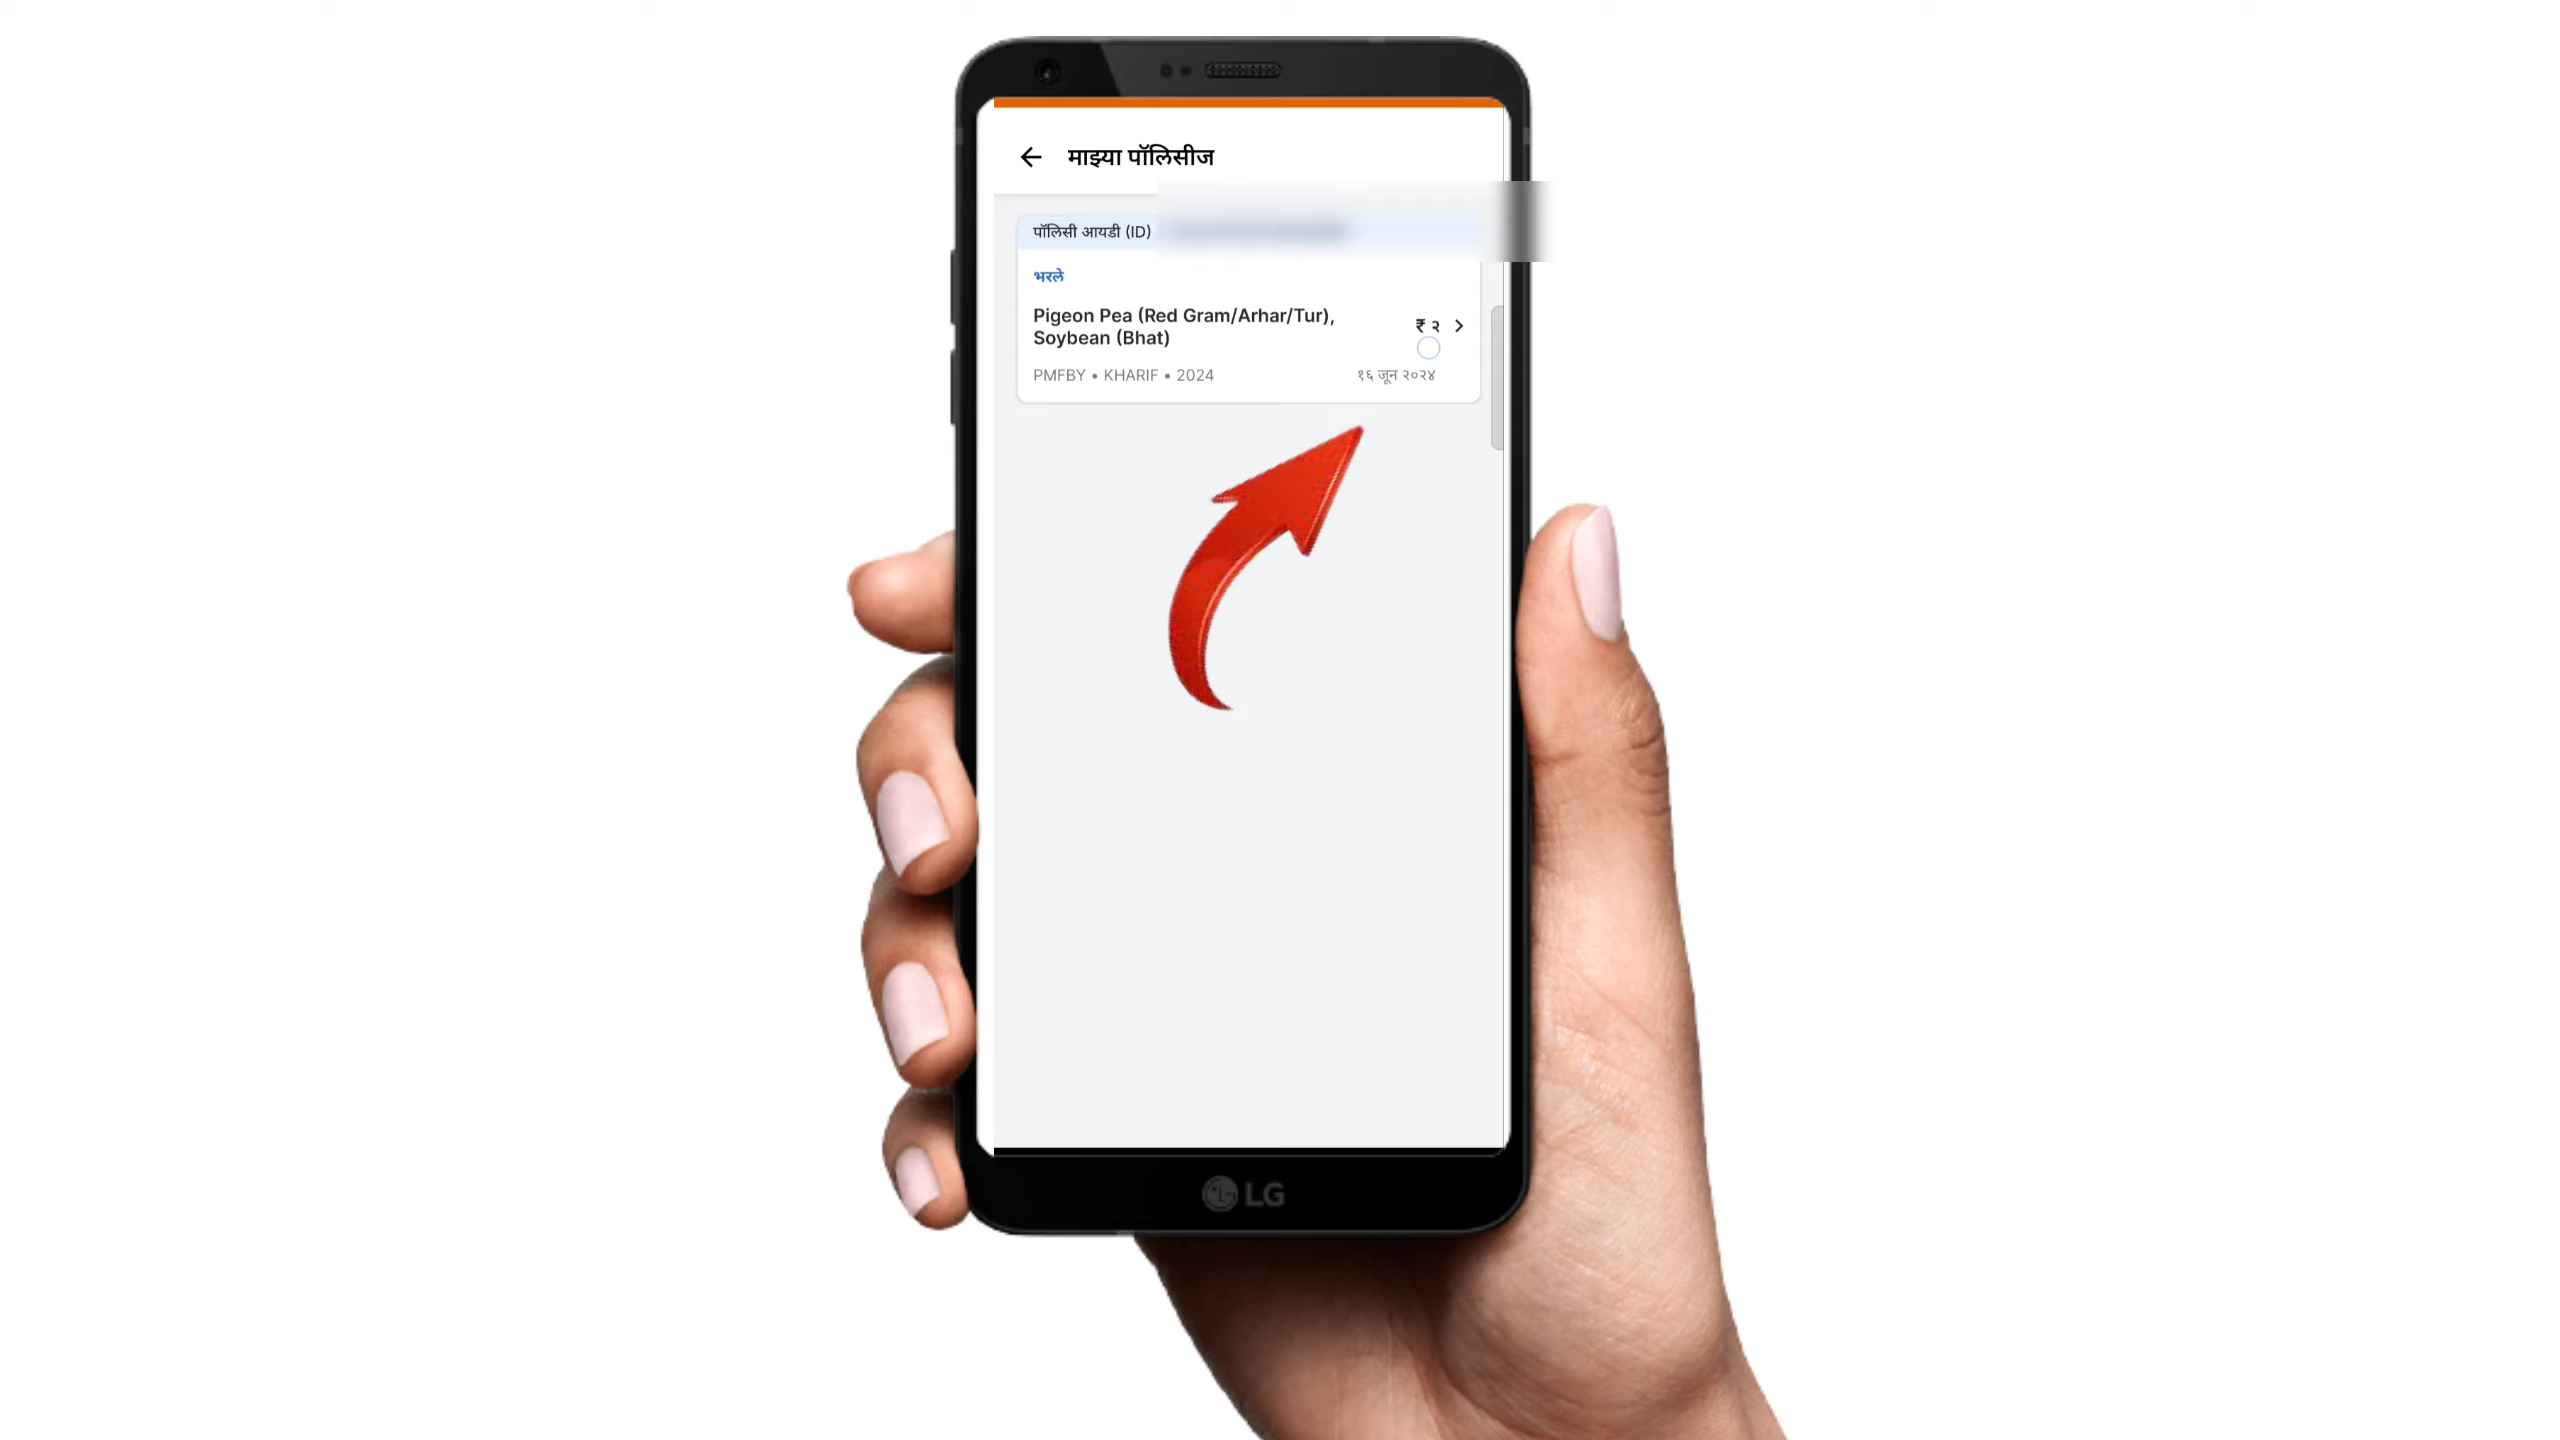 माझ्या पॉलिसीज
पॉलिसी आयडी (ID)
भरले
Pigeon Pea (Red Gram/Arhar/Tur),
Soybean (Bhat)
₹ २
PMFBY • KHARIF • 2024
१६ जून २०२४
LG